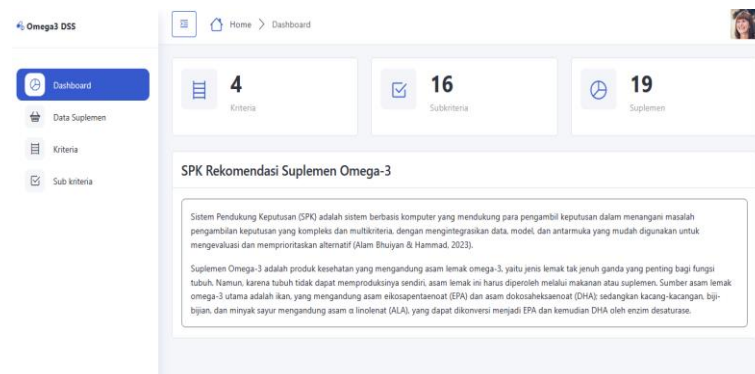 Omega3 DSS
Home > Dashboard
Dashboard
Data Suplemen
Kriteria
Sub kriteria
4
Kriteria
16
Subkriteria
19
Suplemen
SPK Rekomendasi Suplemen Omega-3
Sistem Pendukung Keputusan (SPK) adalah sistem berbasis komputer yang mendukung para pengambil keputusan dalam menangani masalah
pengambilan keputusan yang kompleks dan multikriteria, dengan mengintegrasikan data, model, dan antarmuka yang mudah digunakan untuk
mengevaluasi dan memprioritaskan alternatif (Alam Bhuiyan & Hammad, 2023).
Suplemen Omega-3 adalah produk kesehatan yang mengandung asam lemak omega-3, yaitu jenis lemak tak jenuh ganda yang penting bagi fungsi
tubuh. Namun, karena tubuh tidak dapat memproduksinya sendiri, asam lemak ini harus diperoleh melalui makanan atau suplemen. Sumber asam lemak
omega-3 utama adalah ikan, yang mengandung asam eikosapentaenoat (EPA) dan asam dokosaheksaenoat (DHA); sedangkan kacang-kacangan, biji-
bijian, dan minyak sayur mengandung asam α linolenat (ALA), yang dapat dikonversi menjadi EPA dan kemudian DHA oleh enzim desaturase.